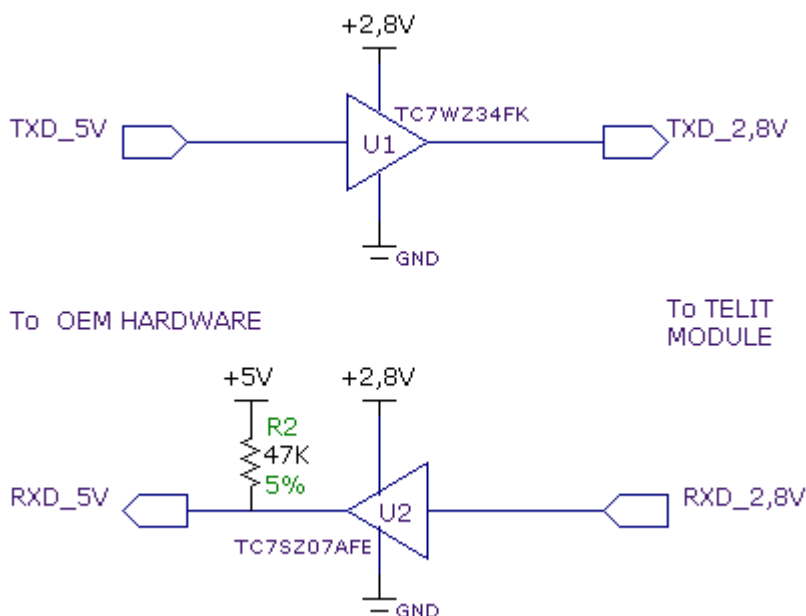 +2,8V
TXD_5V
TC7WZ34FK
U1
TXD_2,8V
GND
To OEM HARDWARE
To TELIT
MODULE
+5V
+2,8V
R2
47K
5%
RXD_5V
U2
RXD_2,8V
TC7SZ07AFE
GND